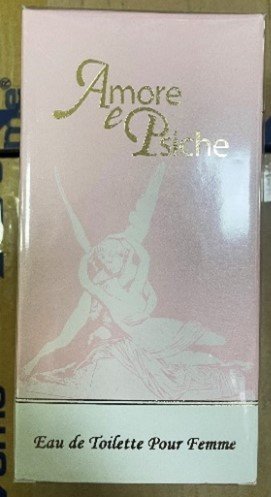 Amore
e
Psiche
Eau de Toilette Pour Femme